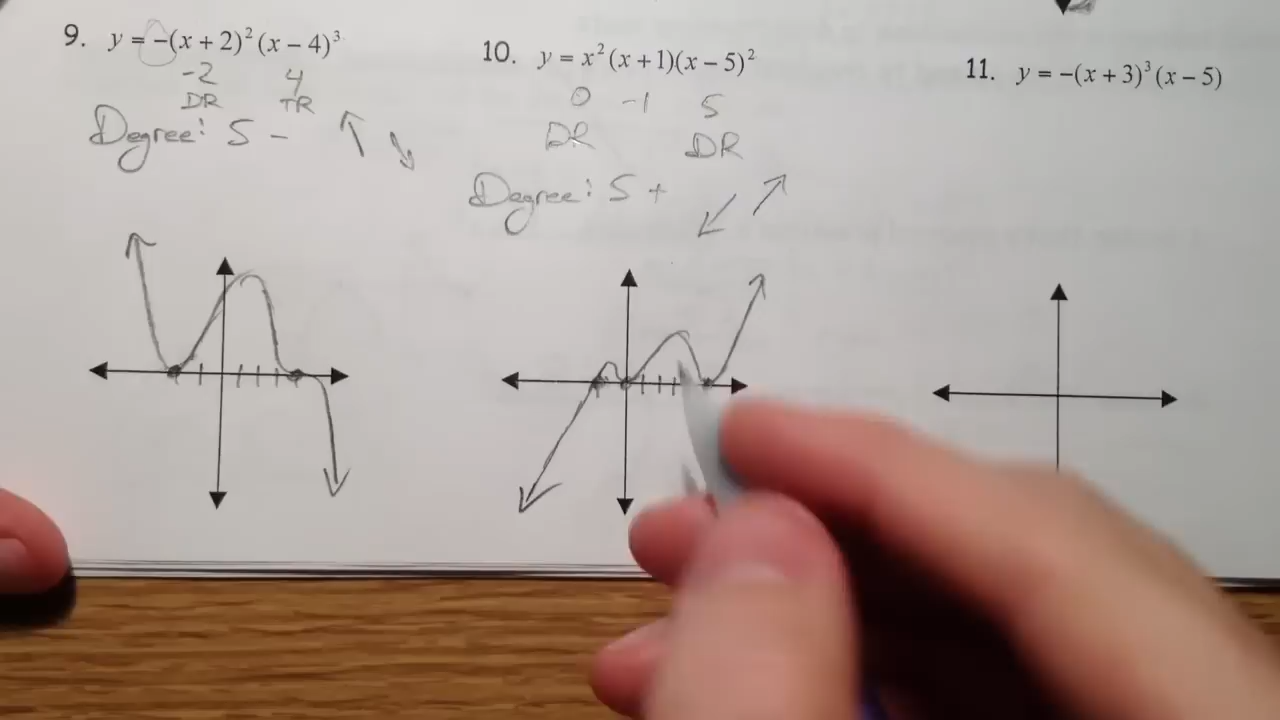 9. y = -(x + 2)² (x - 4)³
-2 4
DR TR
Degree: 5 -
10. y = x² (x + 1)(x - 5)²
0 -1 5
DR DR
Degree: 5 +
11. y = -(x + 3)³ (x - 5)